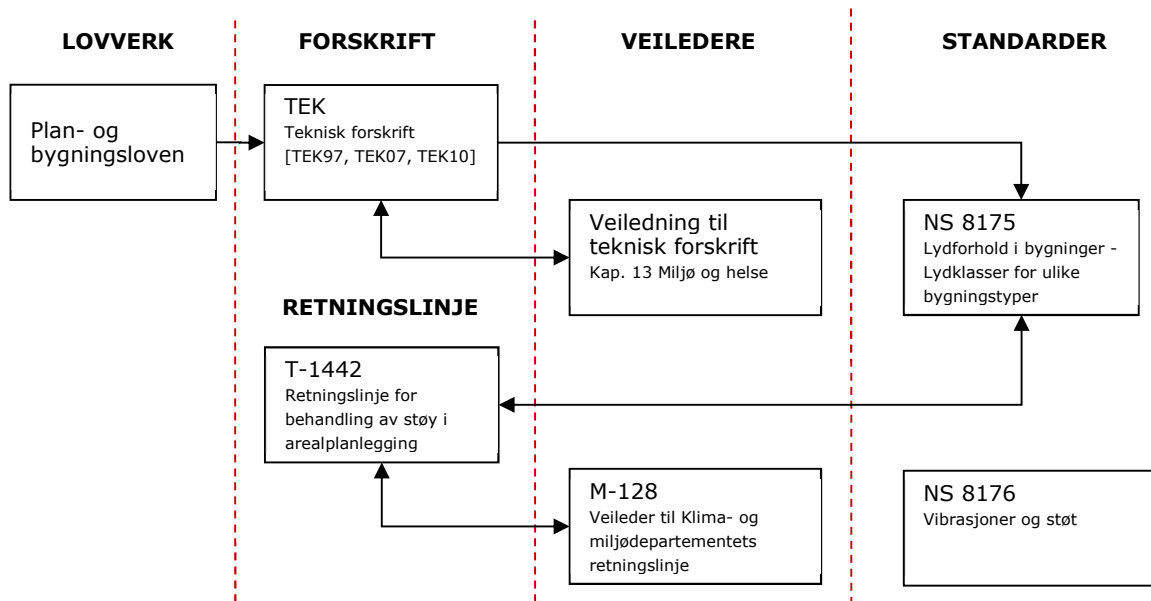 LOVVERK
FORSKRIFT
VEILEDERE
STANDARDER
Plan- og
bygningsloven
TEK
Teknisk forskrift
[TEK97, TEK07, TEK10]
Veiledning til
teknisk forskrift
Kap. 13 Miljø og helse
NS 8175
Lydforhold i bygninger -
Lydklasser for ulike
bygningstyper
RETNINGSLINJE
T-1442
Retningslinje for
behandling av støy i
arealplanlegging
M-128
Veileder til Klima- og
miljødepartementets
retningslinje
NS 8176
Vibrasjoner og støt